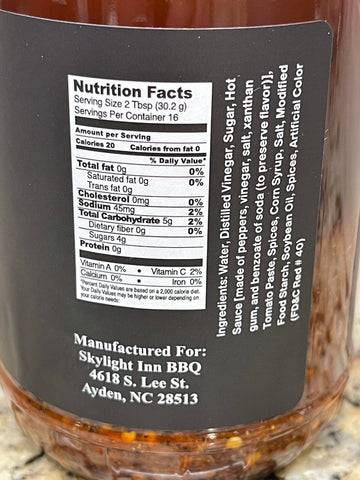 Nutrition Facts
Serving Size 2 Tbsp (30.2 g)
Servings Per Container 16
Amount per Serving
Calories 20 Calories from fat 0
% Daily Value*
Total fat 0g 0%
Saturated fat 0g 0%
Trans fat 0g
Cholesterol 0mg 0%
Sodium 45mg 2%
Total Carbohydrate 5g 2%
Dietary fiber 0g 0%
Sugars 4g
Protein 0g
Vitamin A 0% • Vitamin C 2%
Calcium 0% • Iron 0%
*Percent Daily Values are based on a 2,000 calorie diet.
Your Daily Values may be higher or lower depending on
your calorie needs:
Ingredients: Water, Distilled Vinegar, Sugar, Hot
Sauce [made of peppers, vinegar, salt, xanthan
gum, and benzoate of soda (to preserve flavor)],
Tomato Paste, Spices, Corn Syrup, Salt, Modified
Food Starch, Soybean Oil, Spices, Artificial Color
(FD&C Red # 40)
Manufactured For:
Skylight Inn BBQ
4618 S. Lee St.
Ayden, NC 28513